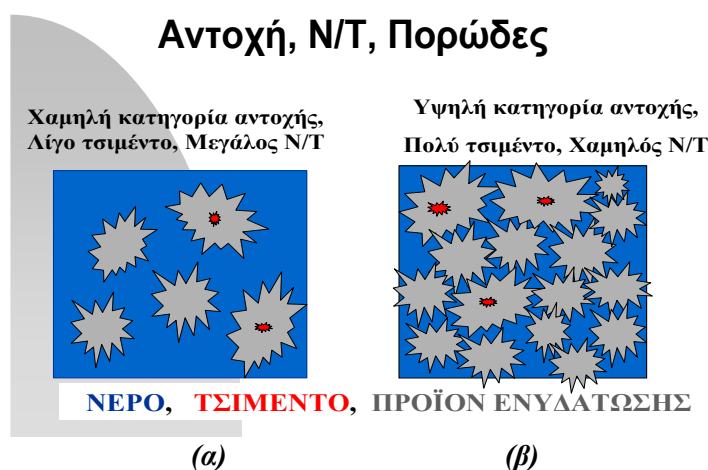 Αντοχή, Ν/Τ, Πορώδες
Χαμηλή κατηγορία αντοχής,
Λίγο τσιμέντο, Μεγάλος Ν/Τ
Υψηλή κατηγορία αντοχής,
Πολύ τσιμέντο, Χαμηλός Ν/Τ
ΝΕΡΟ, ΤΣΙΜΕΝΤΟ, ΠΡΟΪΟΝ ΕΝΥΔΑΤΩΣΗΣ
(α)
(β)